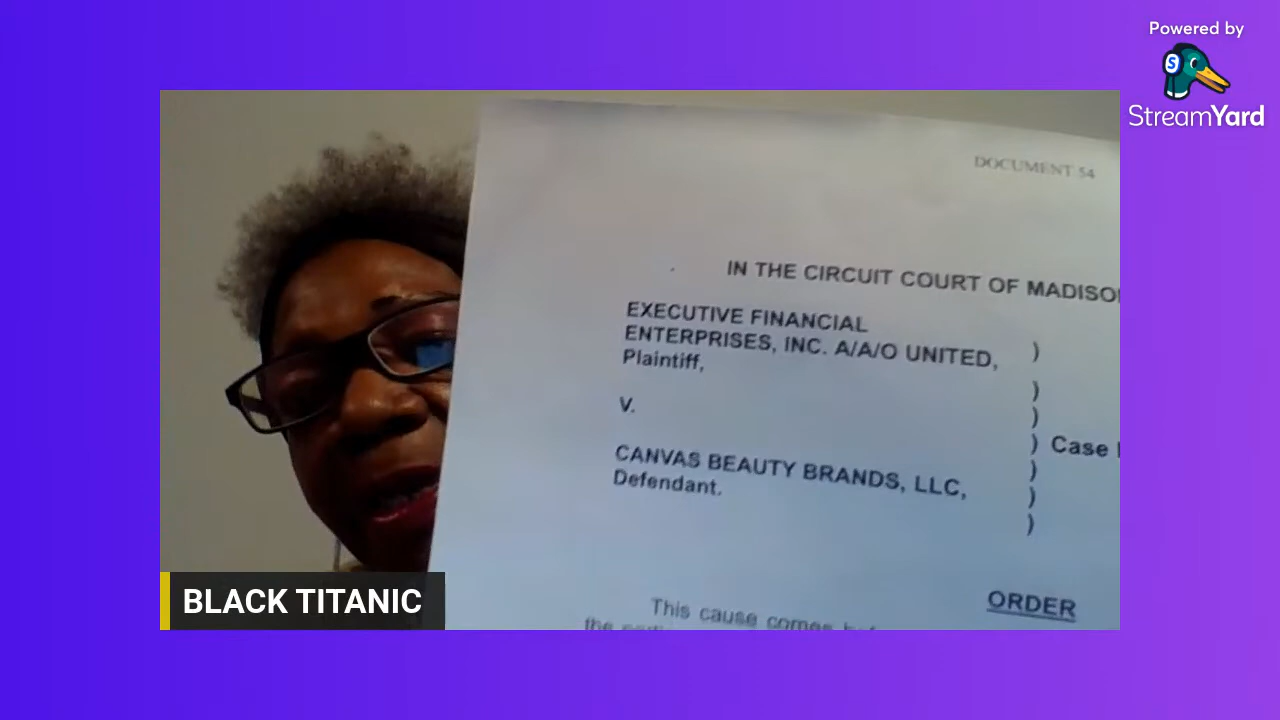 Powered by
StreamYard
DOCUMENT 54
IN THE CIRCUIT COURT OF
EXECUTIVE FINANCIAL )
ENTERPRISES, INC. A/A/O UNITED,
Plaintiff, )
)
V.
) Case
CANVAS BEAUTY BRANDS, LLC, )
Defendant. )
)
ORDER
This cause comes
the
BLACK TITANIC